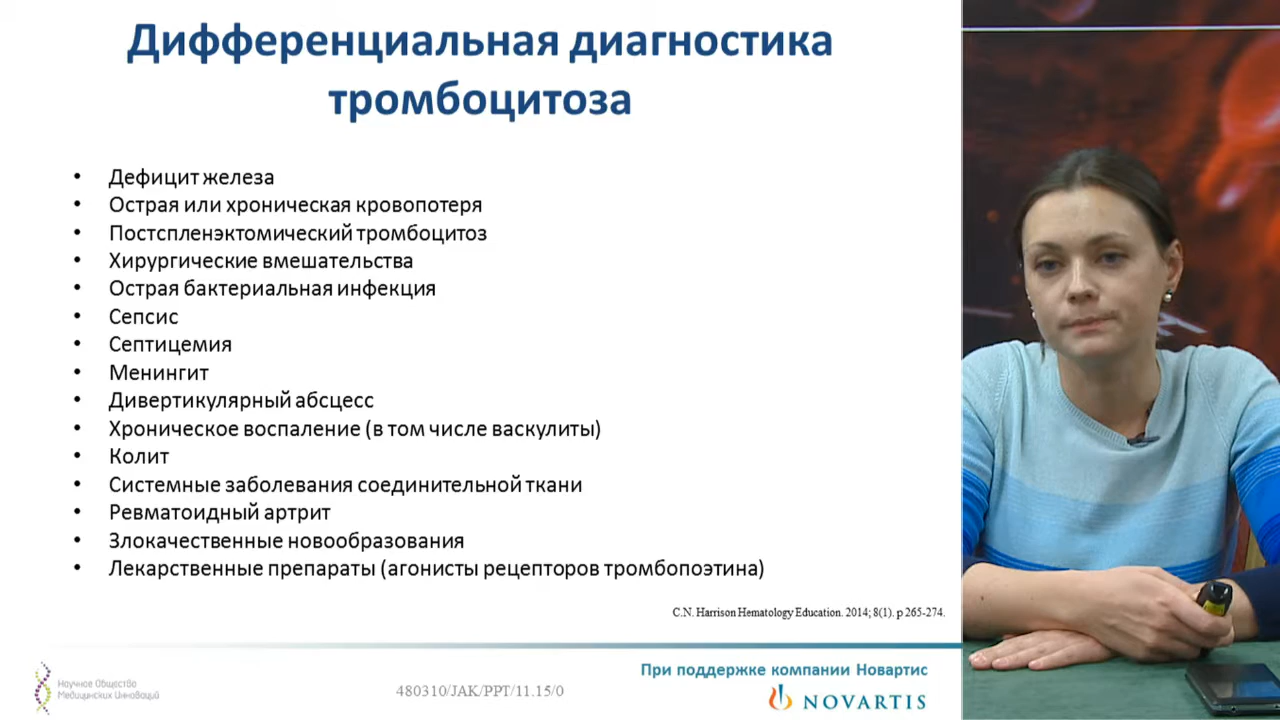 Дифференциальная диагностика
тромбоцитоза
• Дефицит железа
• Острая или хроническая кровопотеря
• Постспленэктомический тромбоцитоз
• Хирургические вмешательства
• Острая бактериальная инфекция
• Сепсис
• Септицемия
• Менингит
• Дивертикулярный абсцесс
• Хроническое воспаление (в том числе васкулиты)
• Колит
• Системные заболевания соединительной ткани
• Ревматоидный артрит
• Злокачественные новообразования
• Лекарственные препараты (агонисты рецепторов тромбопоэтина)
C.N. Harrison Hematology Education. 2014; 8(1). p 265-274.
Научное Общество
Медицинских Инноваций
480310/JAK/PPT/11.15/0
При поддержке компании Новартис
NOVARTIS